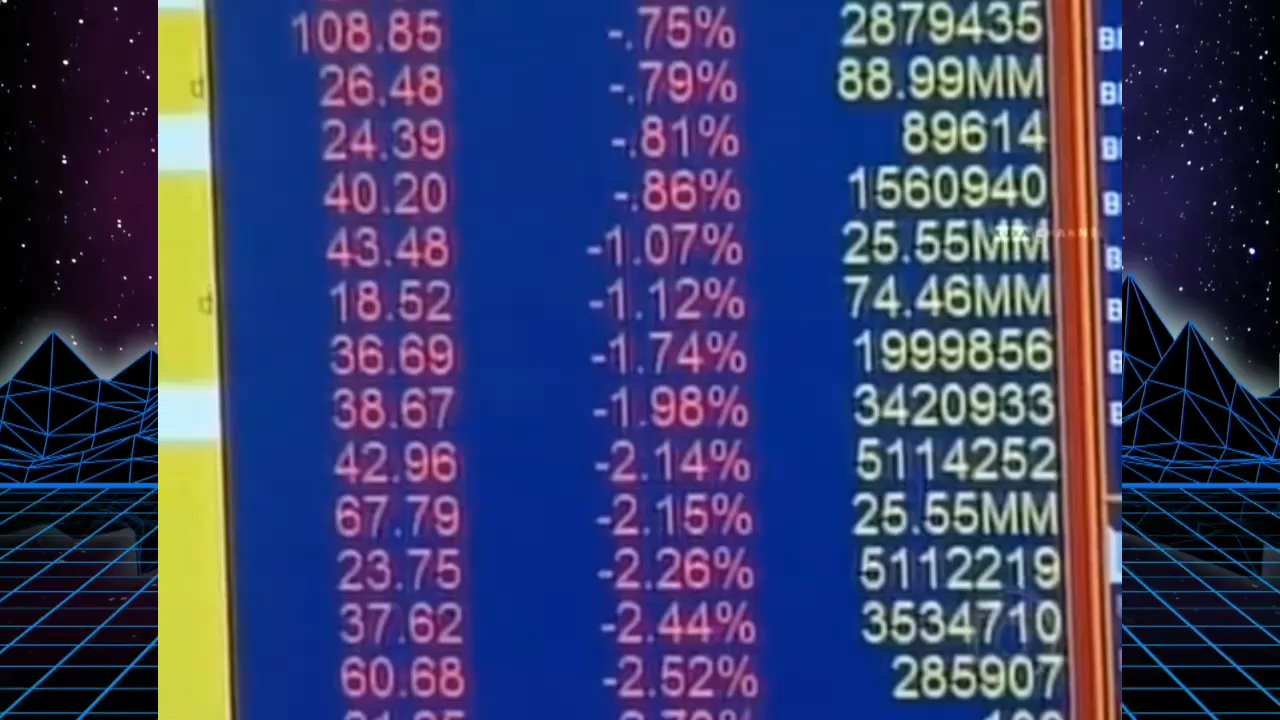 108.85 -.75% 2879435
26.48 -.79% 88.99MM
24.39 -.81% 89614
40.20 -.86% 1560940
43.48 -1.07% 25.55MM
18.52 -1.12% 74.46MM
36.69 -1.74% 1999856
38.67 -1.98% 3420933
42.96 -2.14% 5114252
67.79 -2.15% 25.55MM
23.75 -2.26% 5112219
37.62 -2.44% 3534710
60.68 -2.52% 285907